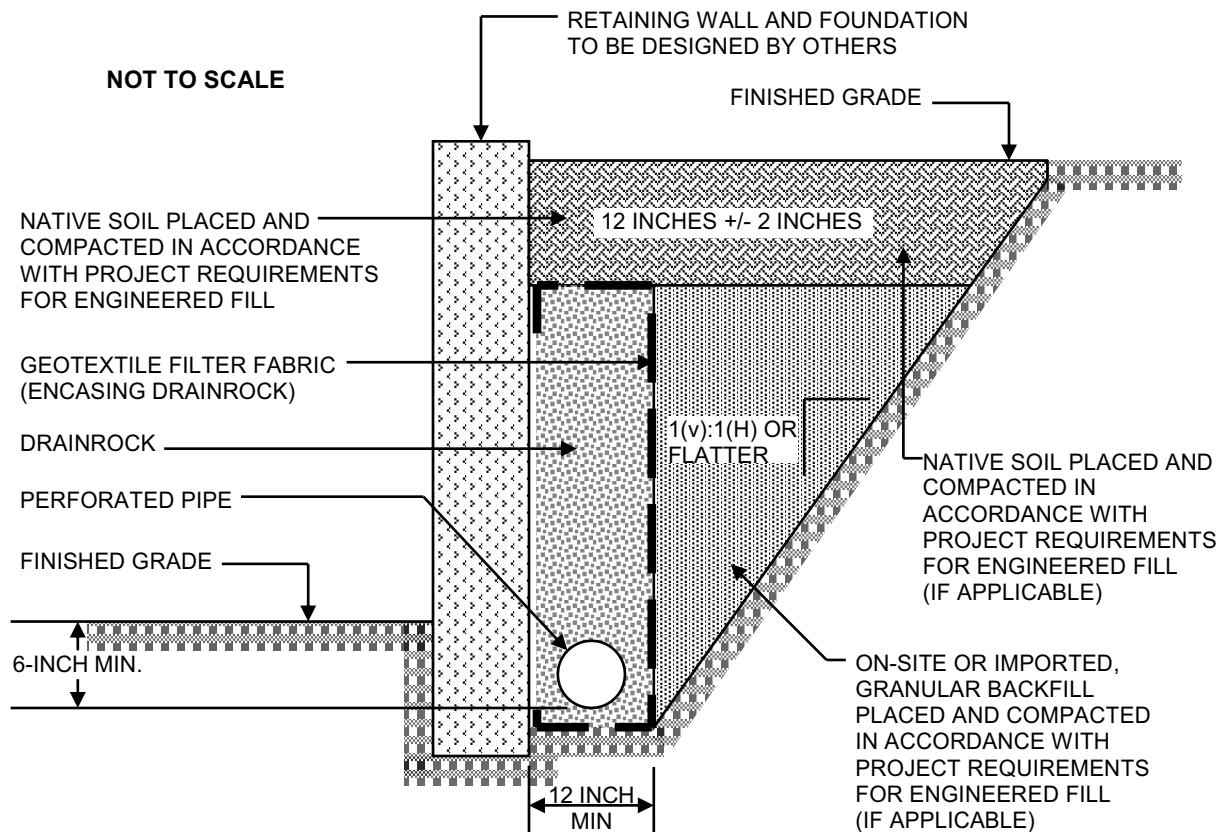 RETAINING WALL AND FOUNDATION
TO BE DESIGNED BY OTHERS
NOT TO SCALE
FINISHED GRADE
NATIVE SOIL PLACED AND
COMPACTED IN ACCORDANCE
WITH PROJECT REQUIREMENTS
FOR ENGINEERED FILL
12 INCHES +/- 2 INCHES
GEOTEXTILE FILTER FABRIC
(ENCASING DRAINROCK)
DRAINROCK
1(v):1(H) OR
FLATTER
PERFORATED PIPE
NATIVE SOIL PLACED AND
COMPACTED IN
ACCORDANCE WITH
PROJECT REQUIREMENTS
FOR ENGINEERED FILL
(IF APPLICABLE)
FINISHED GRADE
6-INCH MIN.
ON-SITE OR IMPORTED,
GRANULAR BACKFILL
PLACED AND COMPACTED
IN ACCORDANCE WITH
PROJECT REQUIREMENTS
FOR ENGINEERED FILL
(IF APPLICABLE)
12 INCH
MIN